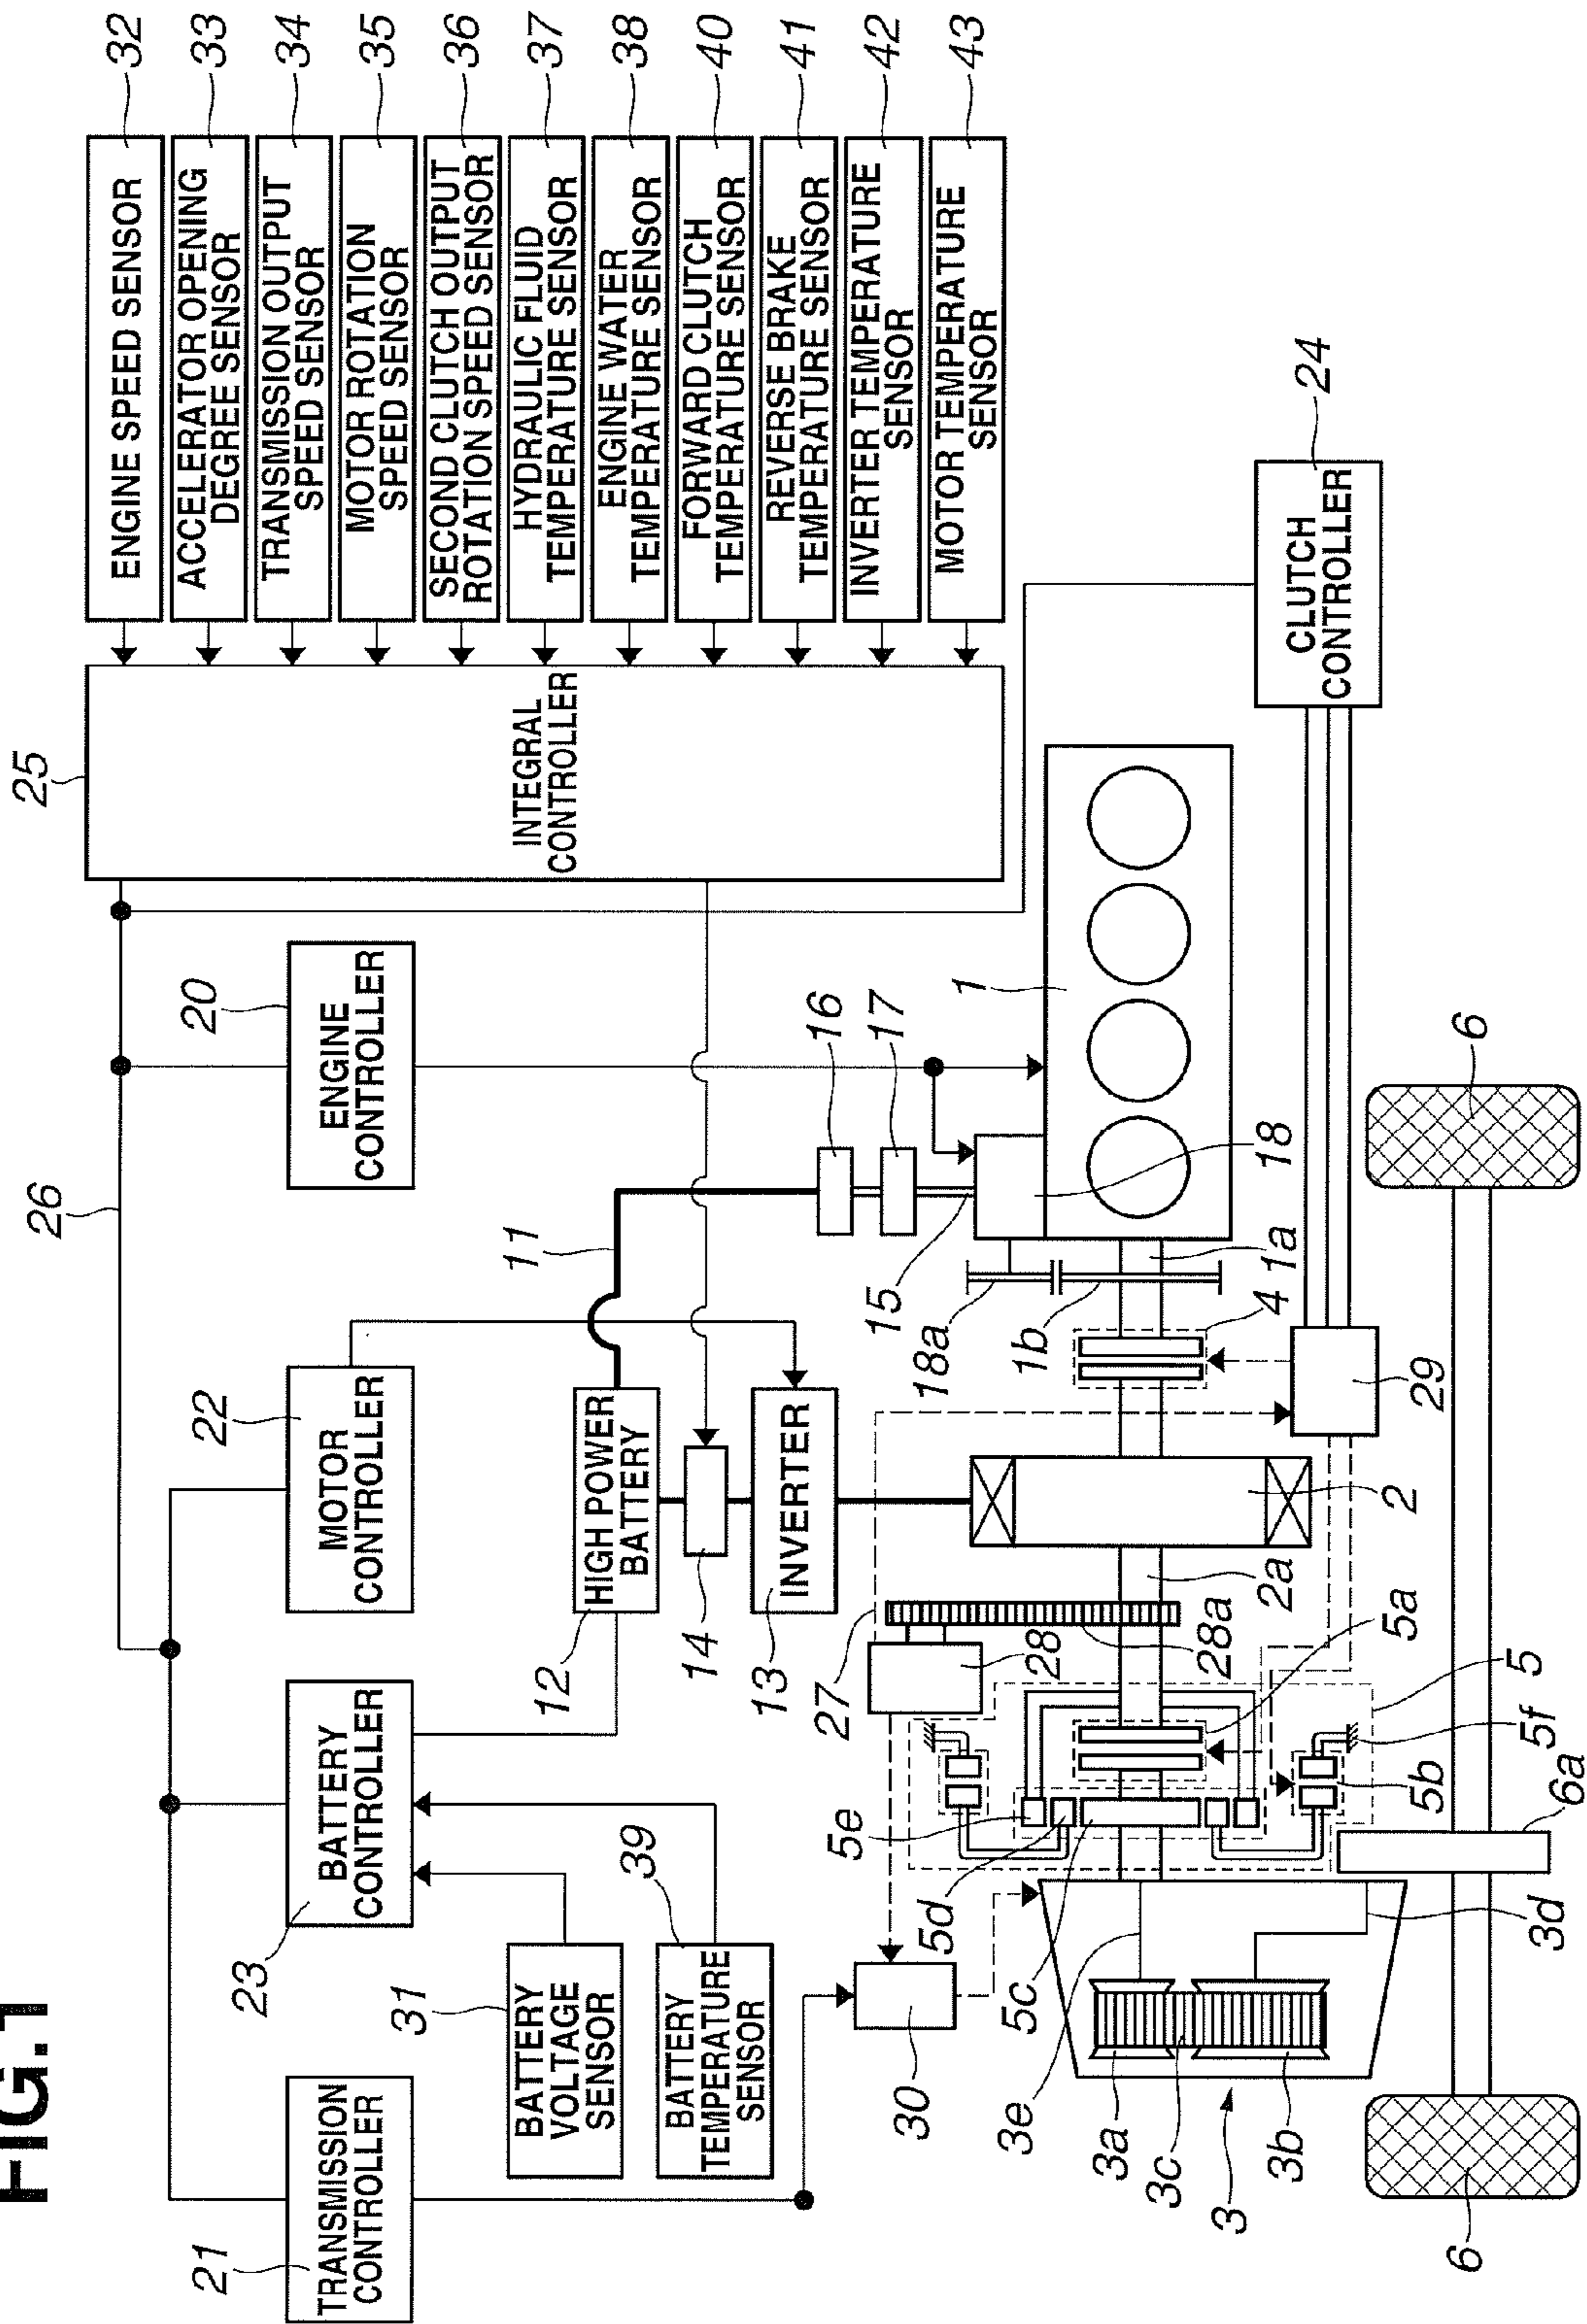 FIG.1
21
TRANSMISSION
CONTROLLER
23
BATTERY
CONTROLLER
22
MOTOR
CONTROLLER
26
20
ENGINE
CONTROLLER
25
INTEGRAL
CONTROLLER
ENGINE SPEED SENSOR
32
ACCELERATOR OPENING
DEGREE SENSOR
33
TRANSMISSION OUTPUT
SPEED SENSOR
34
MOTOR ROTATION
SPEED SENSOR
35
SECOND CLUTCH OUTPUT
ROTATION SPEED SENSOR
36
HYDRAULIC FLUID
TEMPERATURE SENSOR
37
ENGINE WATER
TEMPERATURE SENSOR
38
FORWARD CLUTCH
TEMPERATURE SENSOR
40
REVERSE BRAKE
TEMPERATURE SENSOR
41
INVERTER TEMPERATURE
SENSOR
42
MOTOR TEMPERATURE
SENSOR
43
31
BATTERY
VOLTAGE
SENSOR
39
BATTERY
TEMPERATURE
SENSOR
12
HIGH POWER
BATTERY
11
14
13
INVERTER
16
17
15
18a
18
1
1a
1b
4
24
CLUTCH
CONTROLLER
29
2
2a
27
28
28a
5a
5
5f
5b
5e
5d
5c
6a
30
3e
3a
3c
3b
3
3d
6
6